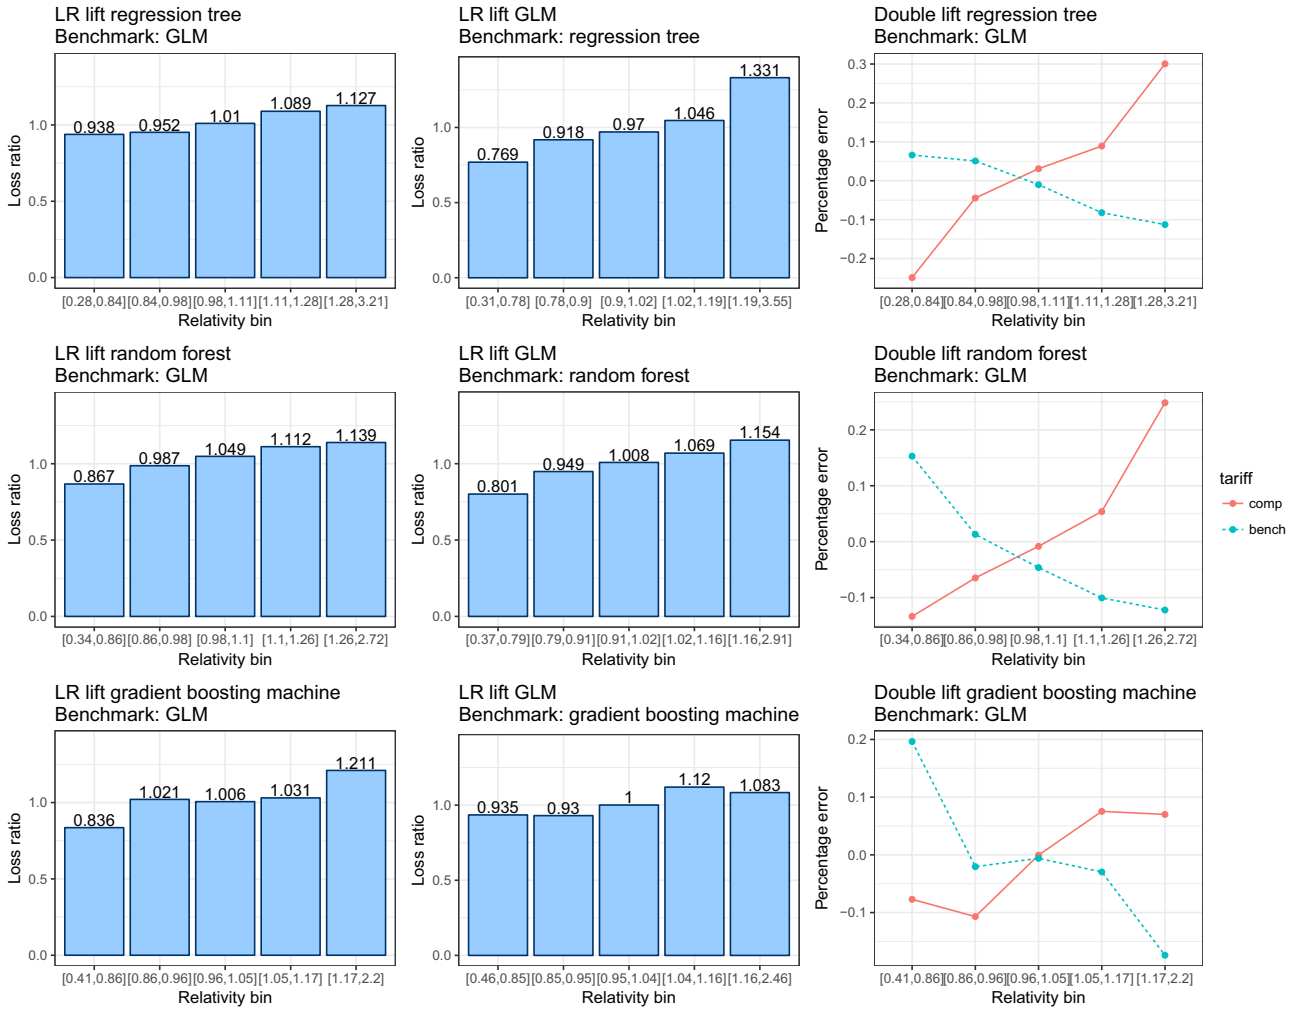 LR lift regression tree
Benchmark: GLM
Loss ratio
1.0
0.5
0.0
0.938
0.952
1.01
1.089
1.127
[0.28,0.84]
(0.84,0.98]
(0.98,1.11]
(1.11,1.28]
(1.28,3.21]
Relativity bin
LR lift GLM
Benchmark: regression tree
Loss ratio
1.0
0.5
0.0
0.769
0.918
0.97
1.046
1.331
[0.31,0.78]
(0.78,0.9]
(0.9,1.02]
(1.02,1.19]
(1.19,3.55]
Relativity bin
Double lift regression tree
Benchmark: GLM
Percentage error
0.3
0.2
0.1
0.0
−0.1
−0.2
[0.28,0.84]
(0.84,0.98]
(0.98,1.11]
(1.11,1.28]
(1.28,3.21]
Relativity bin
LR lift random forest
Benchmark: GLM
Loss ratio
1.0
0.5
0.0
0.867
0.987
1.049
1.112
1.139
[0.34,0.86]
(0.86,0.98]
(0.98,1.1]
(1.1,1.26]
(1.26,2.72]
Relativity bin
LR lift GLM
Benchmark: random forest
Loss ratio
1.0
0.5
0.0
0.801
0.949
1.008
1.069
1.154
[0.37,0.79]
(0.79,0.91]
(0.91,1.02]
(1.02,1.16]
(1.16,2.91]
Relativity bin
Double lift random forest
Benchmark: GLM
Percentage error
0.2
0.1
0.0
−0.1
[0.34,0.86]
(0.86,0.98]
(0.98,1.1]
(1.1,1.26]
(1.26,2.72]
Relativity bin
tariff
comp
bench
LR lift gradient boosting machine
Benchmark: GLM
Loss ratio
1.0
0.5
0.0
0.836
1.021
1.006
1.031
1.211
[0.41,0.86]
(0.86,0.96]
(0.96,1.05]
(1.05,1.17]
(1.17,2.2]
Relativity bin
LR lift GLM
Benchmark: gradient boosting machine
Loss ratio
1.0
0.5
0.0
0.935
0.93
1
1.12
1.083
[0.46,0.85]
(0.85,0.95]
(0.95,1.04]
(1.04,1.16]
(1.16,2.46]
Relativity bin
Double lift gradient boosting machine
Benchmark: GLM
Percentage error
0.2
0.1
0.0
−0.1
[0.41,0.86]
(0.86,0.96]
(0.96,1.05]
(1.05,1.17]
(1.17,2.2]
Relativity bin